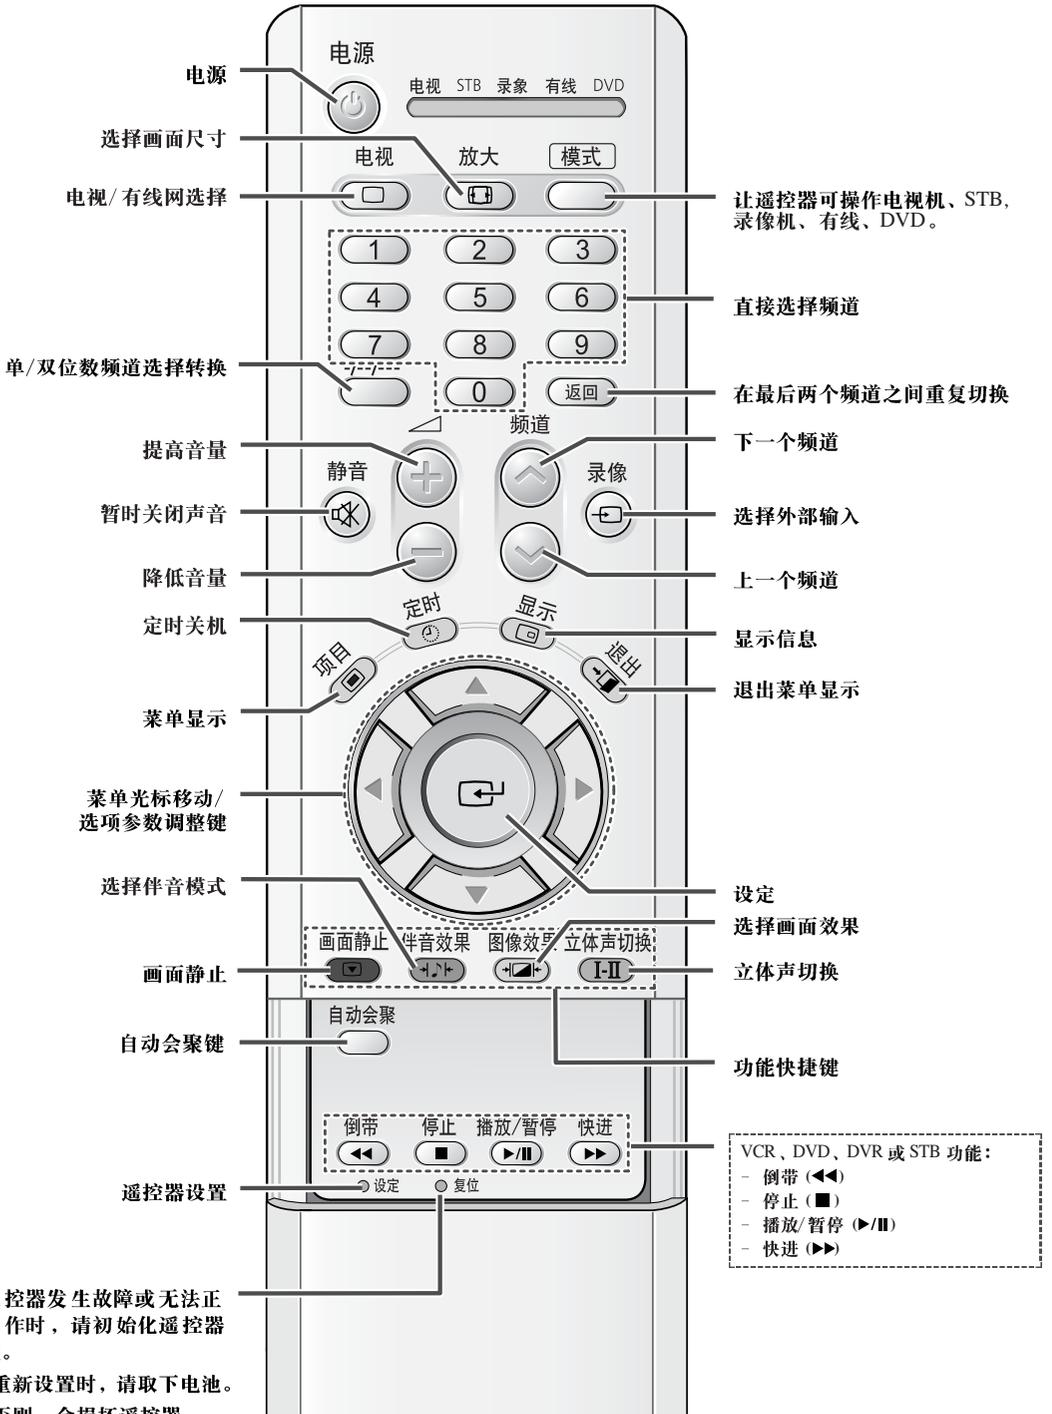 电源
电源
电视 STB 录象 有线 DVD
选择画面尺寸
电视 放大 模式
电视/有线网选择
让遥控器可操作电视机、STB,
录像机、有线、DVD。
1 2 3
4 5 6
直接选择频道
7 8 9
单/双位数频道选择转换
-/--
0 返回
在最后两个频道之间重复切换
频道
下一个频道
提高音量
静音 录像
暂时关闭声音
选择外部输入
降低音量
上一个频道
定时 显示
定时关机
显示信息
项目 退出
退出菜单显示
菜单显示
菜单光标移动/
选项参数调整键
选择伴音模式
设定
选择画面效果
画面静止 伴音效果 图像效果 立体声切换
画面静止
I-II
立体声切换
自动会聚
自动会聚键
功能快捷键
倒带 停止 播放/暂停 快进
VCR、DVD、DVR 或 STB 功能：
- 倒带 (◀◀)
- 停止 (■)
- 播放/暂停 (▶/❚❚)
- 快进 (▶▶)
遥控器设置
设定 复位
控器发生故障或无法正
作时，请初始化遥控器
。
重新设置时，请取下电池。